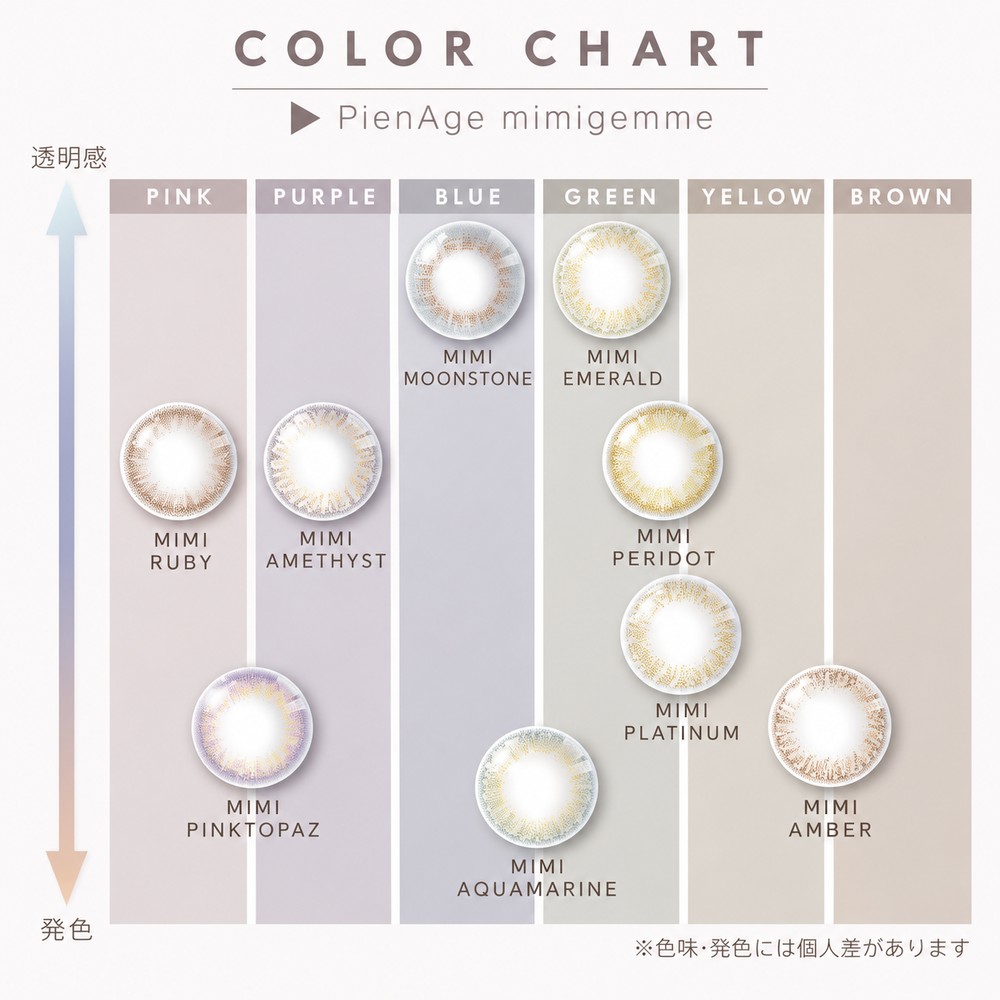 COLOR CHART
▶ PienAge mimigemme
透明感
PINK PURPLE BLUE GREEN YELLOW BROWN
MIMI
MOONSTONE
MIMI
EMERALD
MIMI
RUBY
MIMI
AMETHYST
MIMI
PERIDOT
MIMI
PLATINUM
MIMI
PINKTOPAZ
MIMI
AMBER
MIMI
AQUAMARINE
発色
※色味・発色には個人差があります